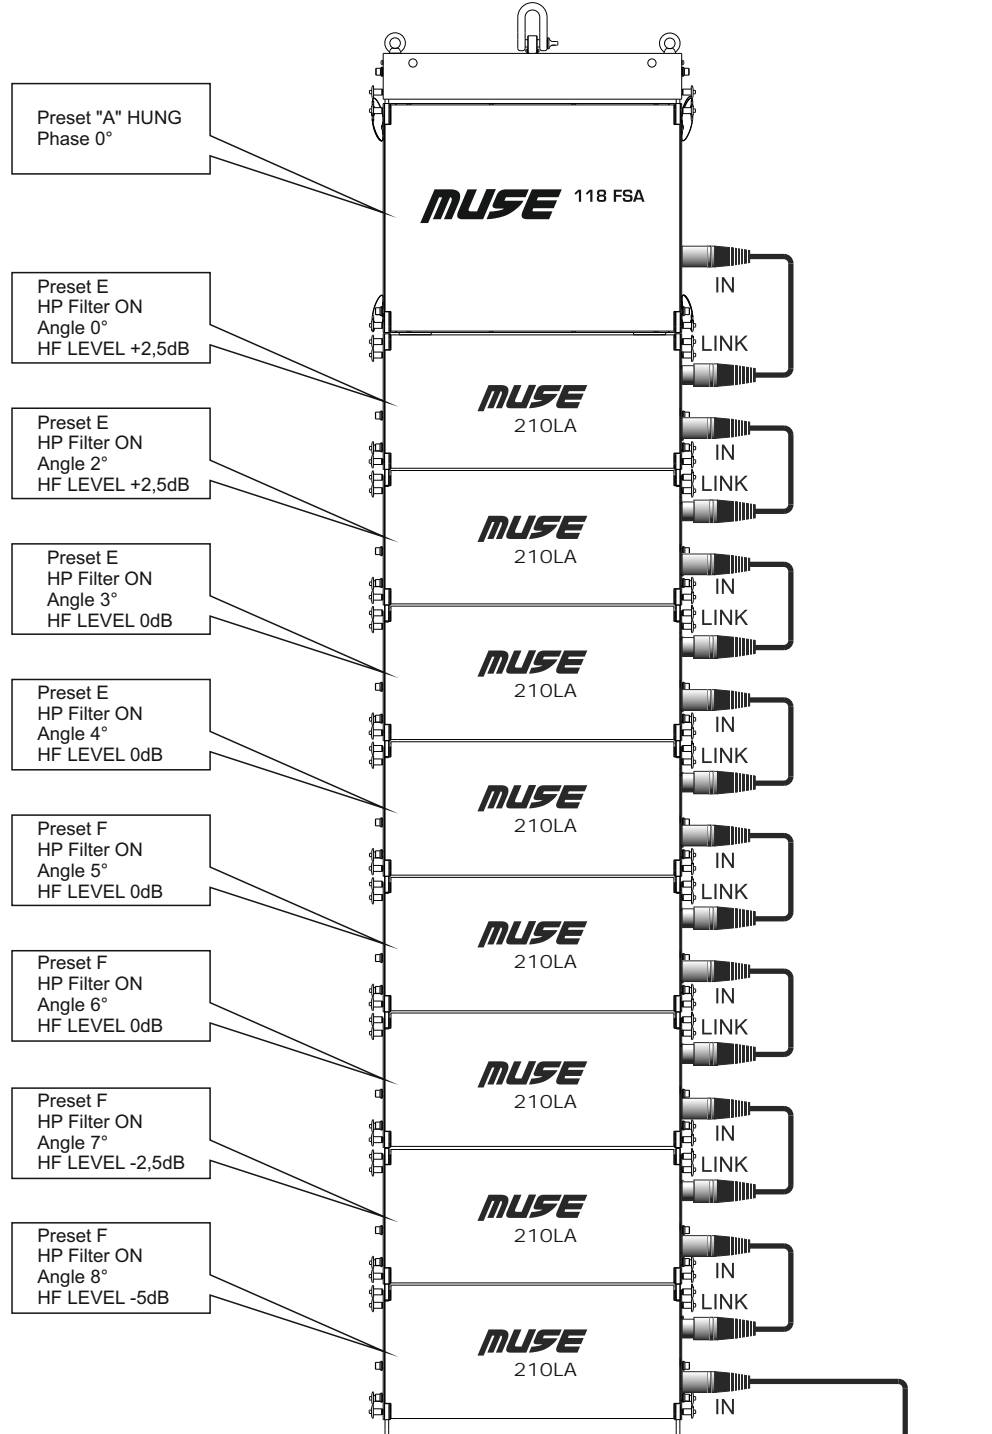 Preset "A" HUNG
Phase 0°
MUSE 118 FSA
IN
Preset E
HP Filter ON
Angle 0°
HF LEVEL +2,5dB
LINK
MUSE
210LA
IN
Preset E
HP Filter ON
Angle 2°
HF LEVEL +2,5dB
LINK
MUSE
210LA
IN
Preset E
HP Filter ON
Angle 3°
HF LEVEL 0dB
LINK
MUSE
210LA
IN
Preset E
HP Filter ON
Angle 4°
HF LEVEL 0dB
LINK
MUSE
210LA
IN
Preset F
HP Filter ON
Angle 5°
HF LEVEL 0dB
LINK
MUSE
210LA
IN
Preset F
HP Filter ON
Angle 6°
HF LEVEL 0dB
LINK
MUSE
210LA
IN
Preset F
HP Filter ON
Angle 7°
HF LEVEL -2,5dB
LINK
MUSE
210LA
IN
Preset F
HP Filter ON
Angle 8°
HF LEVEL -5dB
LINK
MUSE
210LA
IN